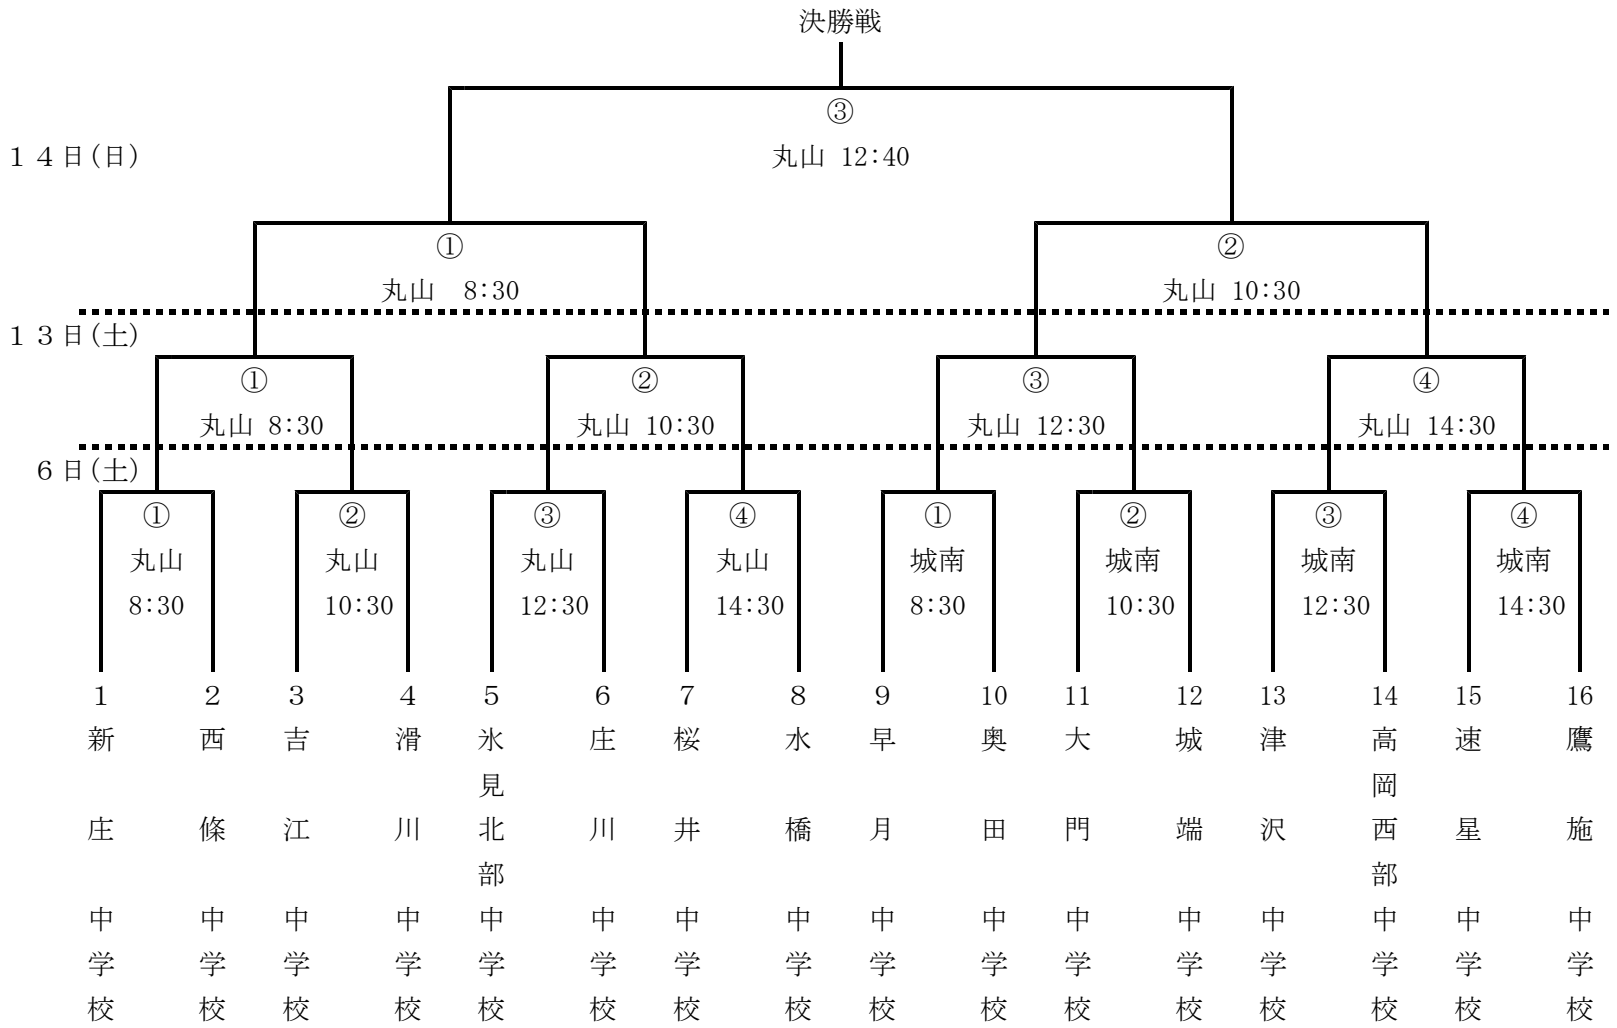 決勝戦
③
１４日(日)
丸山 12:40
①
②
丸山　8:30
丸山 10:30
１３日(土)
①
②
③
④
丸山 8:30
丸山 10:30
丸山 12:30
丸山 14:30
６日(土)
①
丸山
8:30
②
丸山
10:30
③
丸山
12:30
④
丸山
14:30
①
城南
8:30
②
城南
10:30
③
城南
12:30
④
城南
14:30
1
新庄中学校
2
西條中学校
3
吉江中学校
4
滑川中学校
5
氷見北部中学校
6
庄川中学校
7
桜井中学校
8
水橋中学校
9
早月中学校
10
奥田中学校
11
大門中学校
12
城端中学校
13
津沢中学校
14
高岡西部中学校
15
速星中学校
16
鷹施中学校